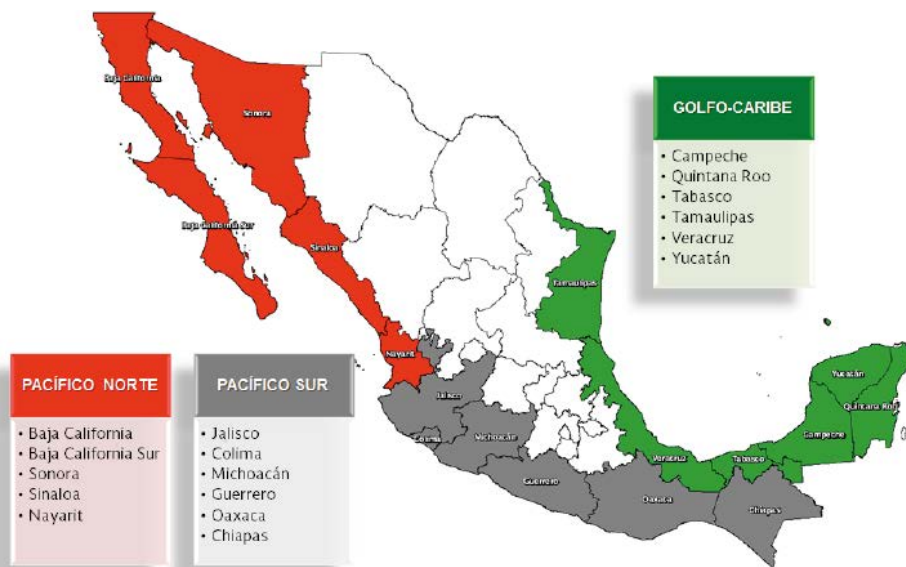 Baja California
Sonora
Baja California Sur
Sinaloa
Nayarit
Tamaulipas
Jalisco
Colima
Michoacán
Guerrero
Oaxaca
Chiapas
Veracruz
Tabasco
Campeche
Yucatán
Quintana Roo
GOLFO-CARIBE
• Campeche
• Quintana Roo
• Tabasco
• Tamaulipas
• Veracruz
• Yucatán
PACÍFICO NORTE
• Baja California
• Baja California Sur
• Sonora
• Sinaloa
• Nayarit
PACÍFICO SUR
• Jalisco
• Colima
• Michoacán
• Guerrero
• Oaxaca
• Chiapas